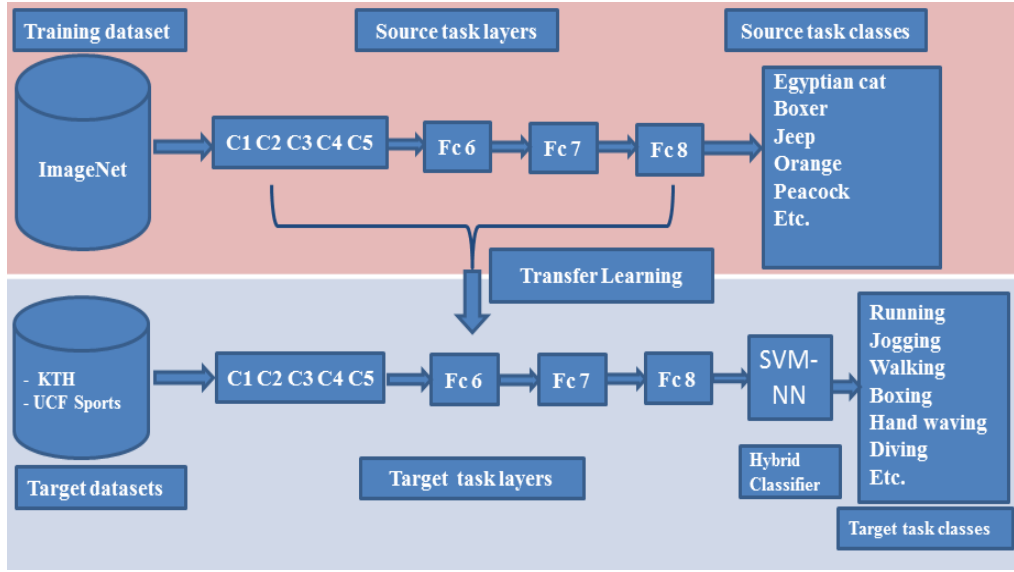 Training dataset
Source task layers
Source task classes
ImageNet
C1 C2 C3 C4 C5
Fc 6
Fc 7
Fc 8
Egyptian cat
Boxer
Jeep
Orange
Peacock
Etc.
Transfer Learning
- KTH
- UCF Sports
C1 C2 C3 C4 C5
Fc 6
Fc 7
Fc 8
SVM-
NN
Running
Jogging
Walking
Boxing
Hand waving
Diving
Etc.
Target datasets
Target task layers
Hybrid
Classifier
Target task classes